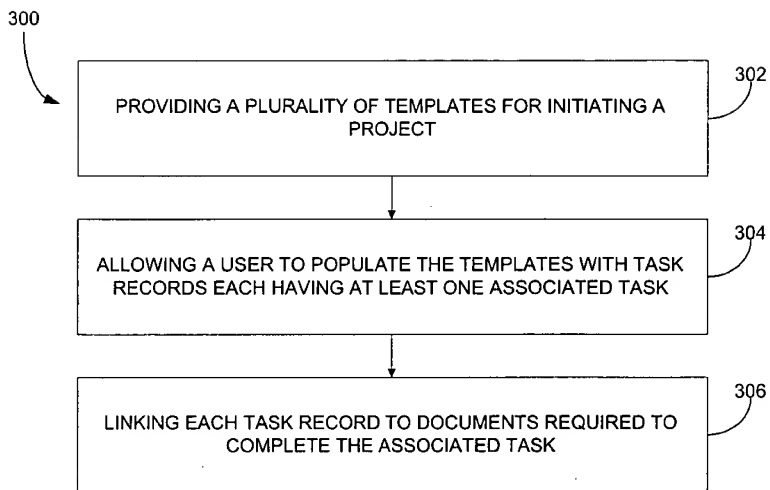 300
302
PROVIDING A PLURALITY OF TEMPLATES FOR INITIATING A
PROJECT
304
ALLOWING A USER TO POPULATE THE TEMPLATES WITH TASK
RECORDS EACH HAVING AT LEAST ONE ASSOCIATED TASK
306
LINKING EACH TASK RECORD TO DOCUMENTS REQUIRED TO
COMPLETE THE ASSOCIATED TASK